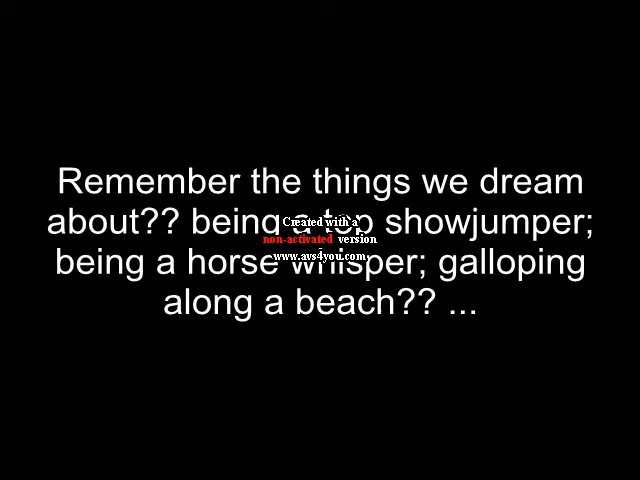 Remember the things we dream
about?? being a top showjumper;
being a horse whisper; galloping
along a beach?? ...
Created with a
non-activated version
www.avs4you.com